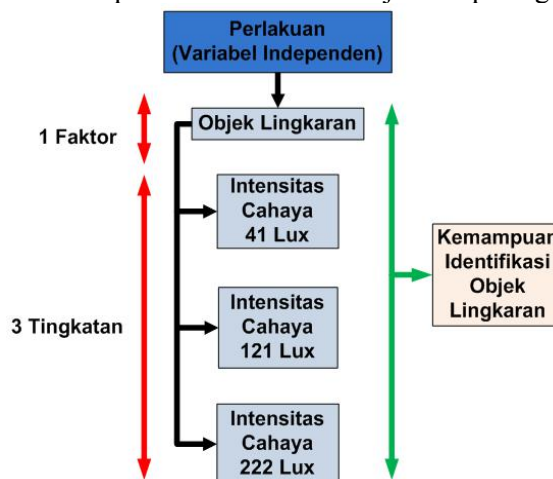 Perlakuan
(Variabel Independen)
1 Faktor
Objek Lingkaran
Intensitas
Cahaya
41 Lux
3 Tingkatan
Intensitas
Cahaya
121 Lux
Intensitas
Cahaya
222 Lux
Kemampuan
Identifikasi
Objek
Lingkaran